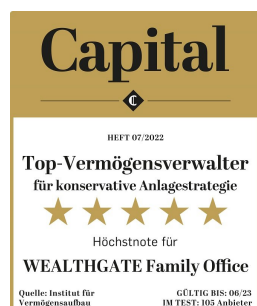 Capital
HEFT 07/2022
Top-Vermögensverwalter
für konservative Anlagestrategie
Höchstnote für
WEALTHGATE Family Office
Quelle: Institut für
Vermögensaufbau
GÜLTIG BIS: 06/23
IM TEST: 105 Anbieter